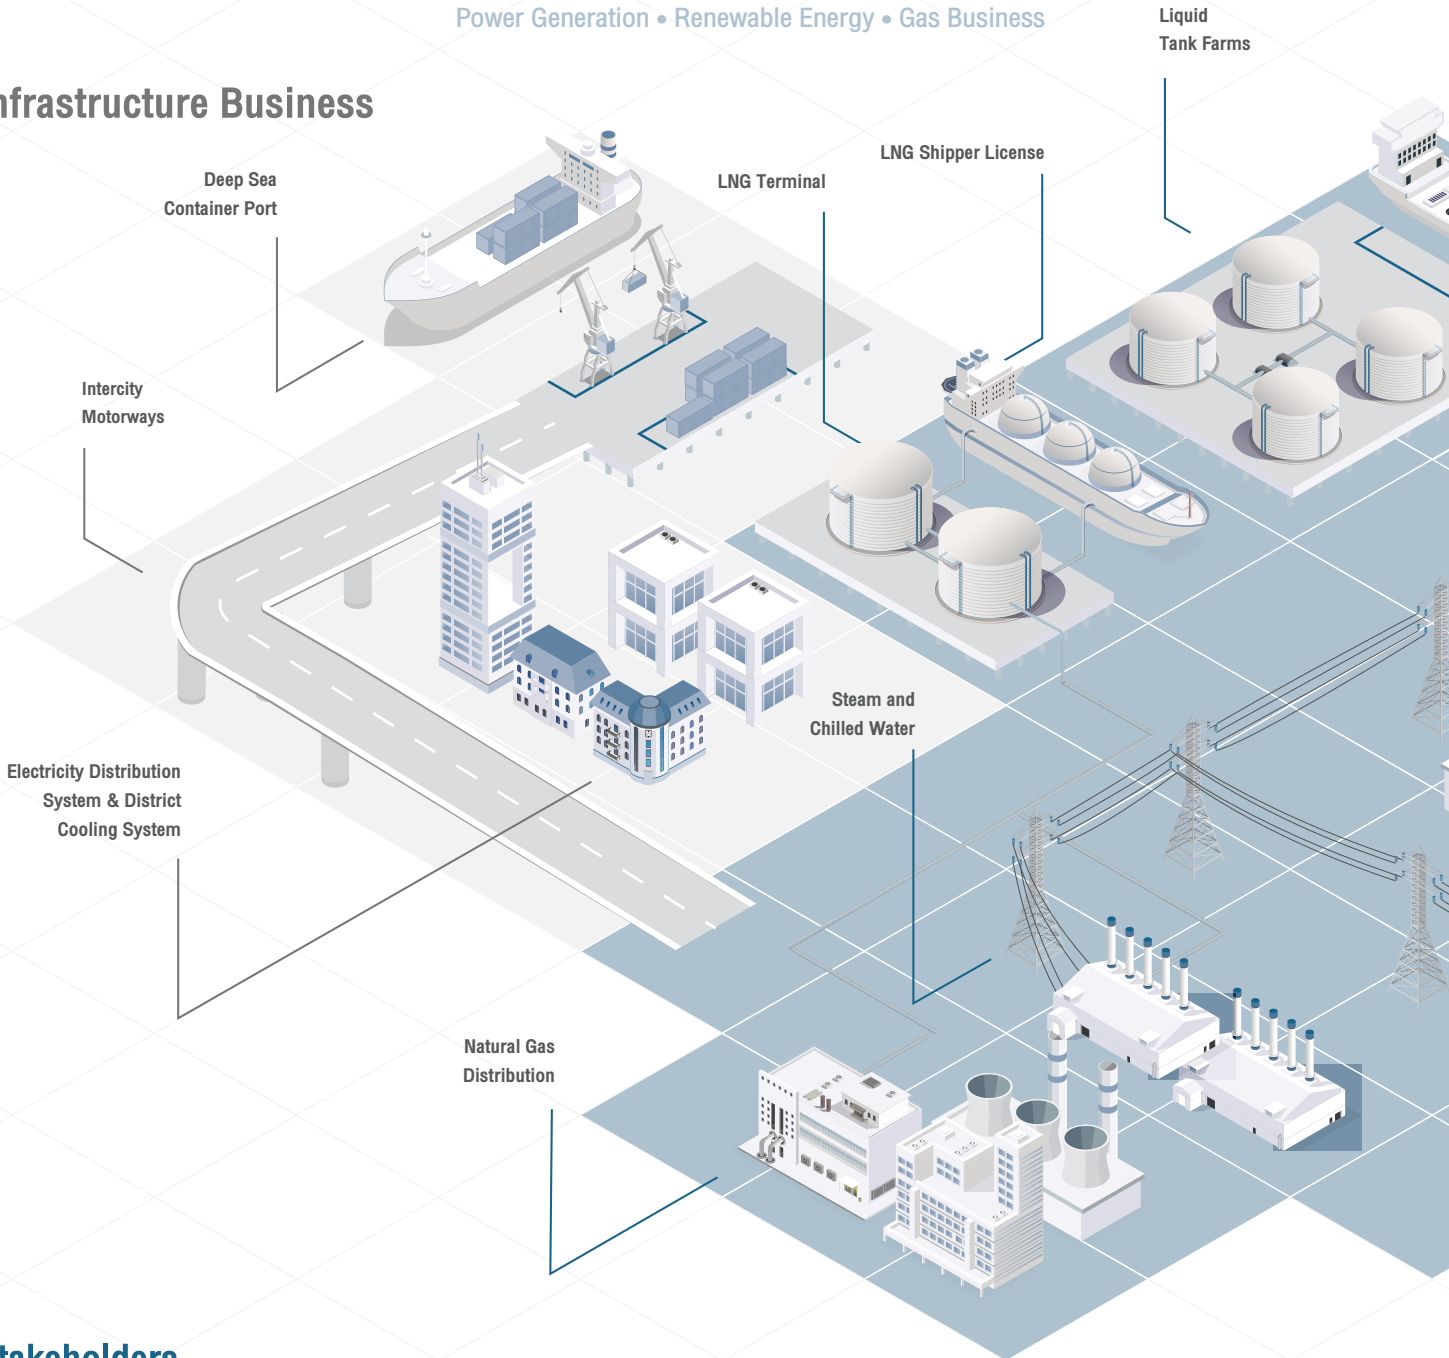 Power Generation • Renewable Energy • Gas Business
Liquid
Tank Farms
nfrastructure Business
LNG Shipper License
Deep Sea
Container Port
LNG Terminal
Intercity
Motorways
Steam and
Chilled Water
Electricity Distribution
System & District
Cooling System
Natural Gas
Distribution
takeholders